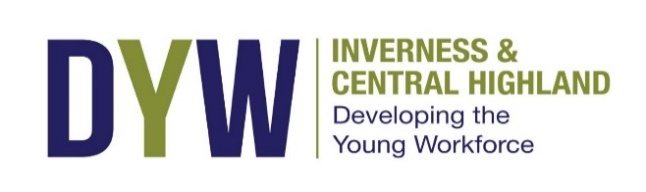 DYW
INVERNESS &
CENTRAL HIGHLAND
Developing the
Young Workforce